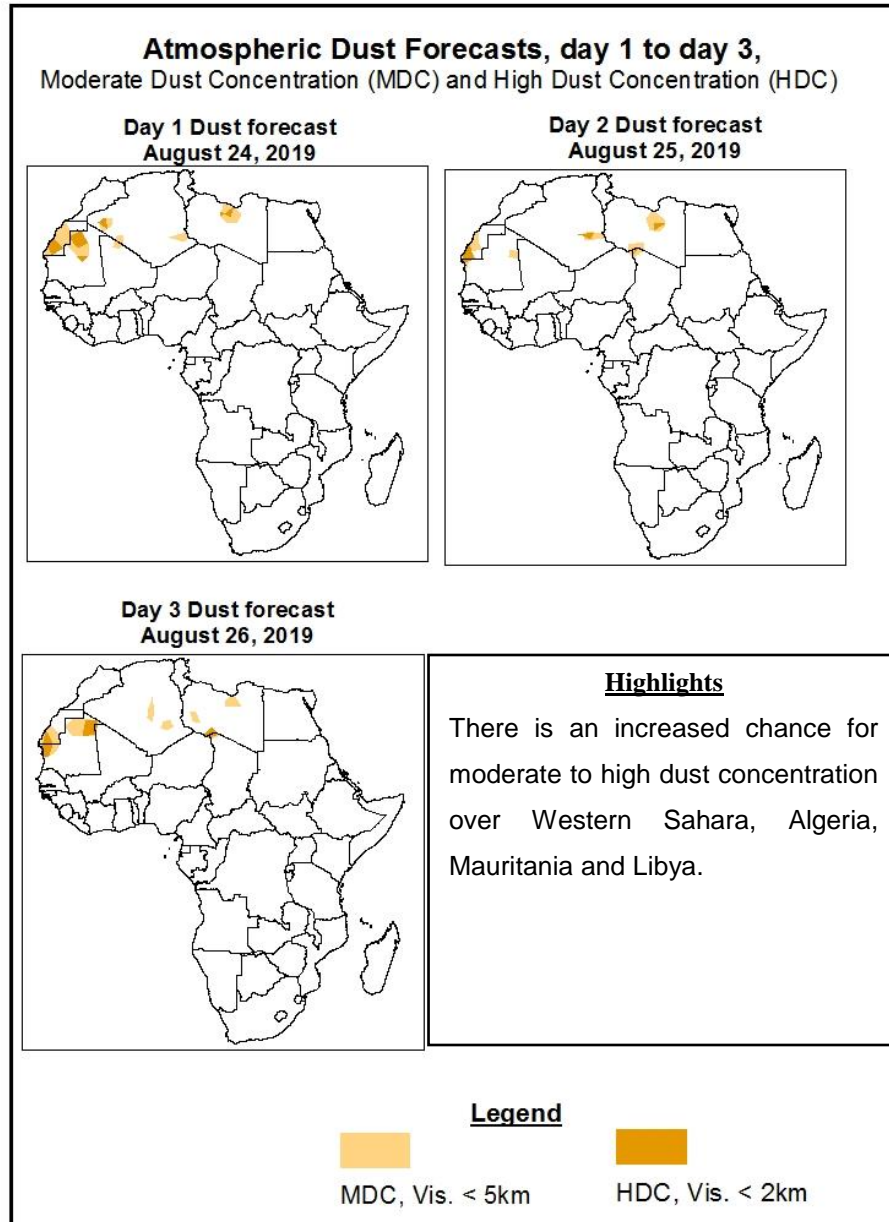 Atmospheric Dust Forecasts, day 1 to day 3,
Moderate Dust Concentration (MDC) and High Dust Concentration (HDC)
Day 1 Dust forecast
August 24, 2019
Day 2 Dust forecast
August 25, 2019
Day 3 Dust forecast
August 26, 2019
Highlights
There is an increased chance for
moderate to high dust concentration
over Western Sahara, Algeria,
Mauritania and Libya.
Legend
MDC, Vis. < 5km
HDC, Vis. < 2km